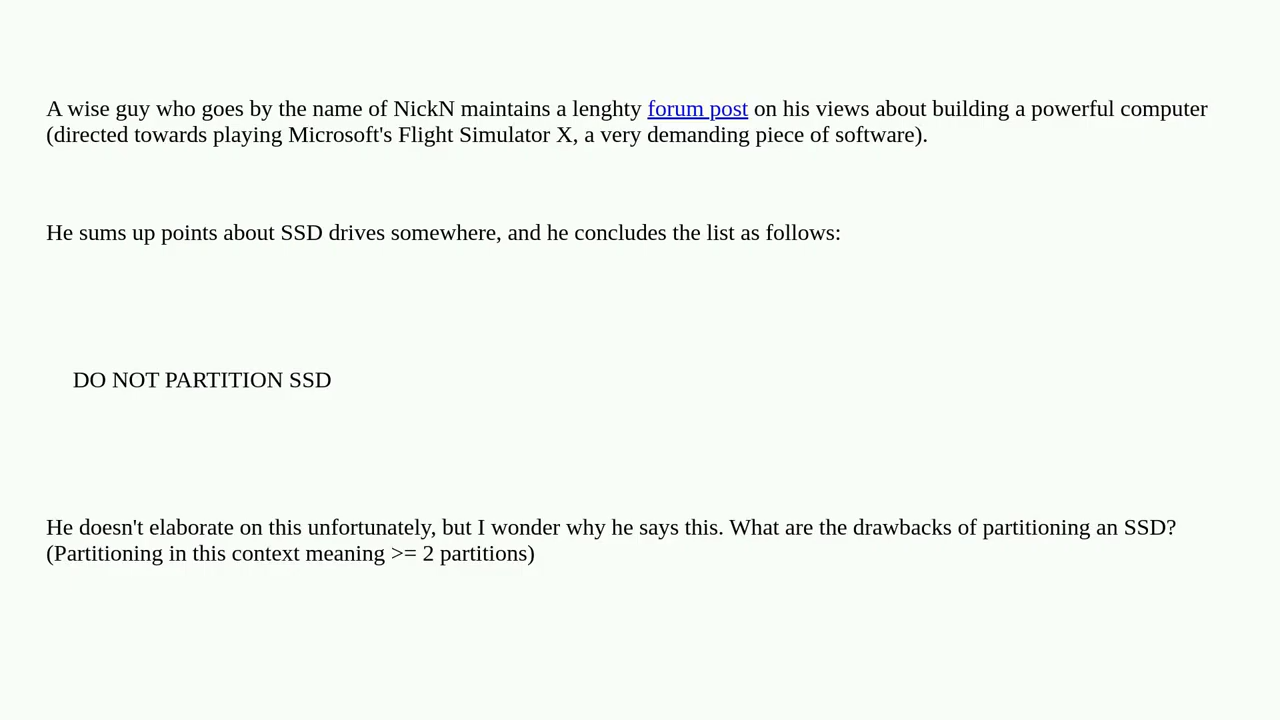 A wise guy who goes by the name of NickN maintains a lenghty forum post on his views about building a powerful computer
(directed towards playing Microsoft's Flight Simulator X, a very demanding piece of software).
He sums up points about SSD drives somewhere, and he concludes the list as follows:
DO NOT PARTITION SSD
He doesn't elaborate on this unfortunately, but I wonder why he says this. What are the drawbacks of partitioning an SSD?
(Partitioning in this context meaning >= 2 partitions)